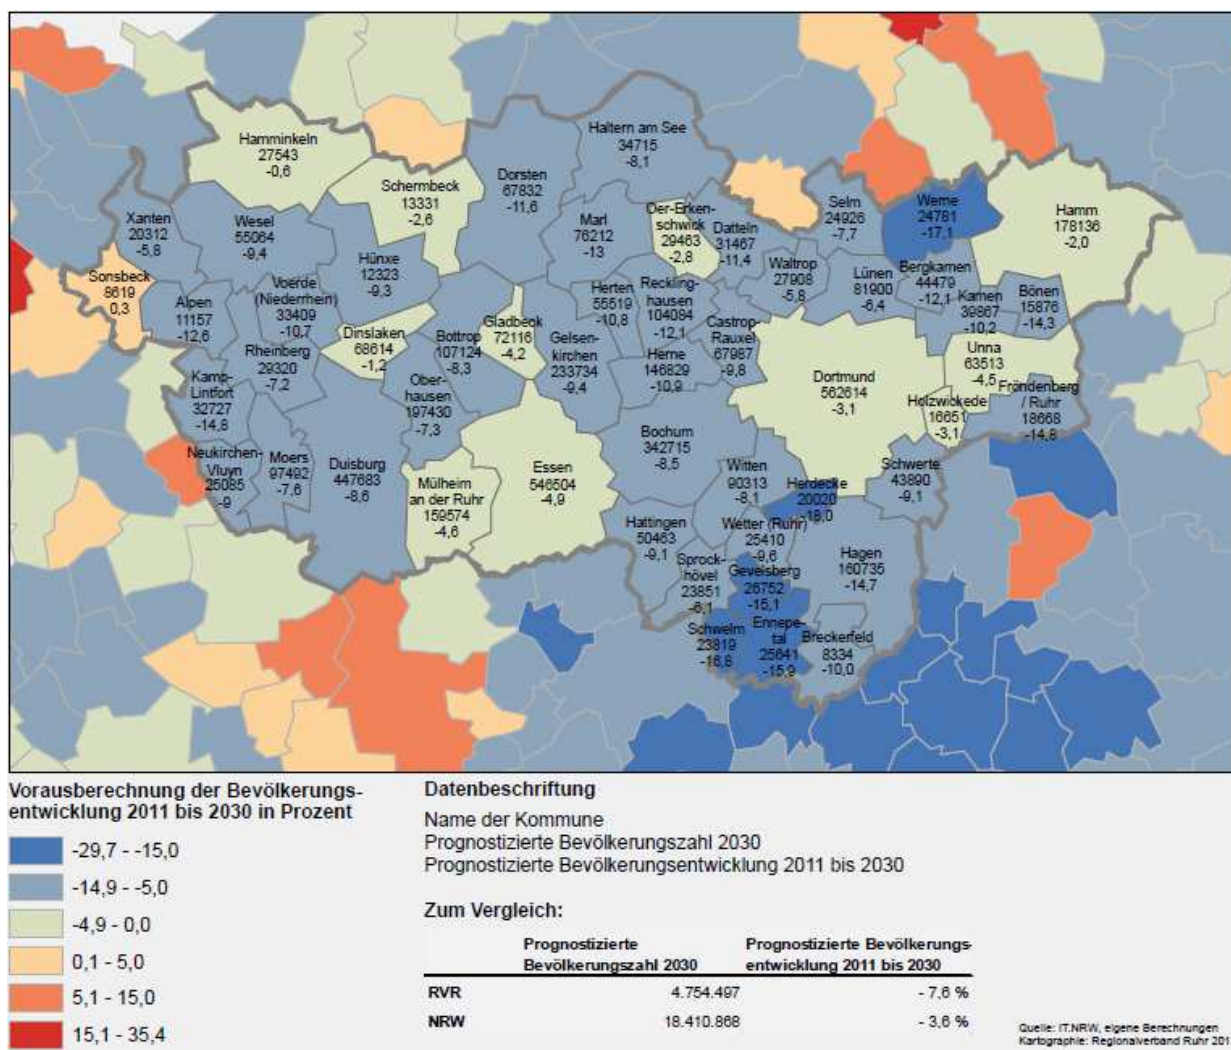 Hamminkeln
27543
-0,6
Schermbeck
13331
-2,6
Dorsten
67832
-11,6
Haltern am See
34715
-8,1
Xanten
20312
-5,8
Wesel
55064
-9,4
Marl
76212
-13
Oer-Erken-
schwick
29463
-2,8
Datteln
31467
-11,4
Selm
24926
-7,7
Werne
24781
-17,1
Hamm
178136
-2,0
Sonsbeck
8619
0,3
Alpen
11157
-12,6
Voerde
(Niederrhein)
33409
-10,7
Hünxe
12323
-9,3
Herten
55519
-10,8
Reckling-
hausen
104084
-12,1
Waltrop
27908
-5,8
Lünen
81900
-6,4
Bergkamen
44479
-12,1
Kamen
39867
-10,2
Bönen
15876
-14,3
Rheinberg
29320
-7,2
Dinslaken
68614
-1,2
Bottrop
107124
-8,3
Gladbeck
72116
-4,2
Gelsen-
kirchen
233734
-9,4
Herne
146829
-10,9
Castrop-
Rauxel
67987
-9,8
Unna
63513
-4,5
Kamp-
Lintfort
32727
-14,8
Ober-
hausen
197430
-7,3
Dortmund
562614
-3,1
Holzwickede
16651
-3,1
Fröndenberg
/ Ruhr
18668
-14,8
Neukirchen-
Vluyn
25085
-9
Moers
97492
-7,6
Duisburg
447683
-8,6
Mülheim
an der Ruhr
159574
-4,6
Essen
546504
-4,9
Bochum
342715
-8,5
Witten
90313
-8,1
Herdecke
20020
-18,0
Schwerte
43890
-9,1
Hattingen
50463
-9,1
Wetter (Ruhr)
25410
-9,6
Hagen
160735
-14,7
Sprock-
hövel
23851
-6,1
Gevelsberg
26752
-15,1
Schwelm
23819
-16,8
Ennepe-
tal
25641
-15,9
Breckerfeld
8334
-10,0
Vorausberechnung der Bevölkerungs-
entwicklung 2011 bis 2030 in Prozent
-29,7 - -15,0
-14,9 - -5,0
-4,9 - 0,0
0,1 - 5,0
5,1 - 15,0
15,1 - 35,4
Datenbeschriftung
Name der Kommune
Prognostizierte Bevölkerungszahl 2030
Prognostizierte Bevölkerungsentwicklung 2011 bis 2030
Zum Vergleich:
Prognostizierte Bevölkerungszahl 2030
Prognostizierte Bevölkerungs-
entwicklung 2011 bis 2030
RVR 4.754.497 - 7,6 %
NRW 18.410.868 - 3,6 %
Quelle: IT.NRW, eigene Berechnungen
Kartographie: Regionalverband Ruhr 201